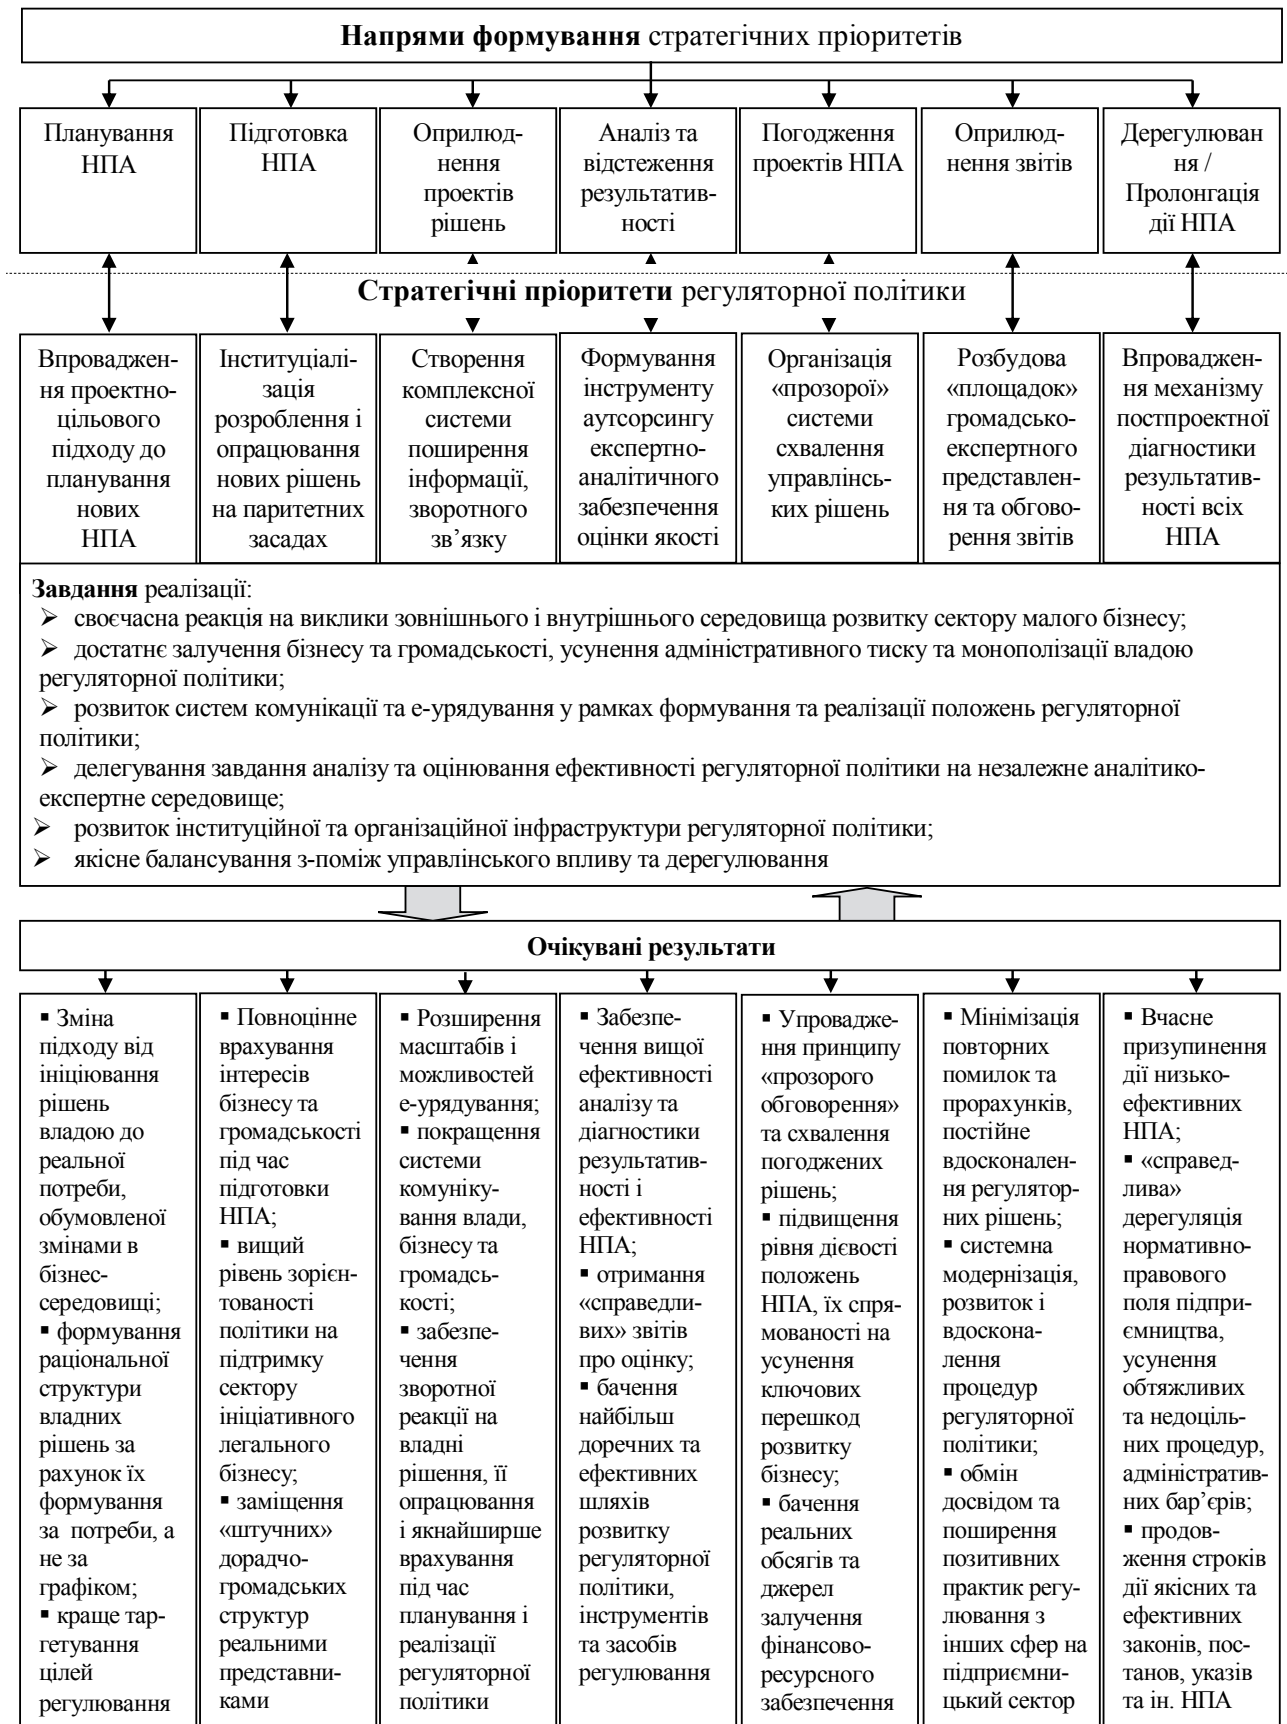 Напрями формування стратегічних пріоритетів
Планування
НПА
Підготовка
НПА
Оприлюд-
нення
проектів
рішень
Аналіз та
відстеження
результатив-
ності
Погодження
проектів НПА
Оприлюд-
нення звітів
Дерегулюван
ня /
Пролонгація
дії НПА
Стратегічні пріоритети регуляторної політики
Впроваджен-
ня проектно-
цільового
підходу до
планування
нових
НПА
Інституціалі-
зація
розроблення і
опрацювання
нових рішень
на паритетних
засадах
Створення
комплексної
системи
поширення
інформації,
зворотного
зв’язку
Формування
інструменту
аутсорсингу
експертно-
аналітичного
забезпечення
оцінки якості
Організація
«прозорої»
системи
схвалення
управлінсь-
ких рішень
Розбудова
«площадок»
громадсько-
експертного
представлен-
ня та обгово-
рення звітів
Впроваджен-
ня механізму
постпроектної
діагностики
результатив-
ності всіх
НПА
Завдання реалізації:
➢ своєчасна реакція на виклики зовнішнього і внутрішнього середовища розвитку сектору малого бізнесу;
➢ достатнє залучення бізнесу та громадськості, усунення адміністративного тиску та монополізації владою
регуляторної політики;
➢ розвиток систем комунікації та е-урядування у рамках формування та реалізації положень регуляторної
політики;
➢ делегування завдання аналізу та оцінювання ефективності регуляторної політики на незалежне аналітико-
експертне середовище;
➢ розвиток інституційної та організаційної інфраструктури регуляторної політики;
➢ якісне балансування з-поміж управлінського впливу та дерегулювання
Очікувані результати
▪ Зміна
підходу від
ініціювання
рішень
владою до
реальної
потреби,
обумовленої
змінами в
бізнес-
середовищі;
▪ формування
раціональної
структури
владних
рішень за
рахунок їх
формування
за потреби, а
не за
графіком;
▪ краще тар-
гетування
цілей
регулювання
▪ Повноцінне
врахування
інтересів
бізнесу та
громадськості
під час
підготовки
НПА;
▪ вищий
рівень зорієн-
тованості
політики на
підтримку
сектору
ініціативного
легального
бізнесу;
▪ заміщення
«штучних»
дорадчо-
громадських
структур
реальними
представни-
ками
▪ Розширення
масштабів і
можливостей
е-урядування;
▪ покращення
системи
комуніку-
вання влади,
бізнесу та
громадсь-
кості;
▪ забезпе-
чення
зворотної
реакції на
владні
рішення, її
опрацювання
і якнайширше
врахування
під час
планування і
реалізації
регуляторної
політики
▪ Забезпе-
чення вищої
ефективності
аналізу та
діагностики
результатив-
ності і
ефективності
НПА;
▪ отримання
«справедли-
вих» звітів
про оцінку;
▪ бачення
найбільш
доречних та
ефективних
шляхів
розвитку
регуляторної
політики,
інструментів
та засобів
регулювання
▪ Упровадже-
ння принципу
«прозорого
обговорення»
та схвалення
погоджених
рішень;
▪ підвищення
рівня дієвості
положень
НПА, їх спря-
мованості на
усунення
ключових
перешкод
розвитку
бізнесу;
▪ бачення
реальних
обсягів та
джерел
залучення
фінансово-
ресурсного
забезпечення
▪ Мінімізація
повторних
помилок та
прорахунків,
постійне
вдосконален-
ня регулятор-
них рішень;
▪ системна
модернізація,
розвиток і
вдоскона-
лення
процедур
регуляторної
політики;
▪ обмін
досвідом та
поширення
позитивних
практик регу-
лювання з
інших сфер на
підприємни-
цький сектор
▪ Вчасне
призупинення
дії низько-
ефективних
НПА;
▪ «справед-
лива»
дерегуляція
нормативно-
правового
поля підпри-
ємництва,
усунення
обтяжливих
та недоціль-
них процедур,
адміністратив-
них бар’єрів;
▪ продов-
ження строків
дії якісних та
ефективних
законів, пос-
танов, указів
та ін. НПА